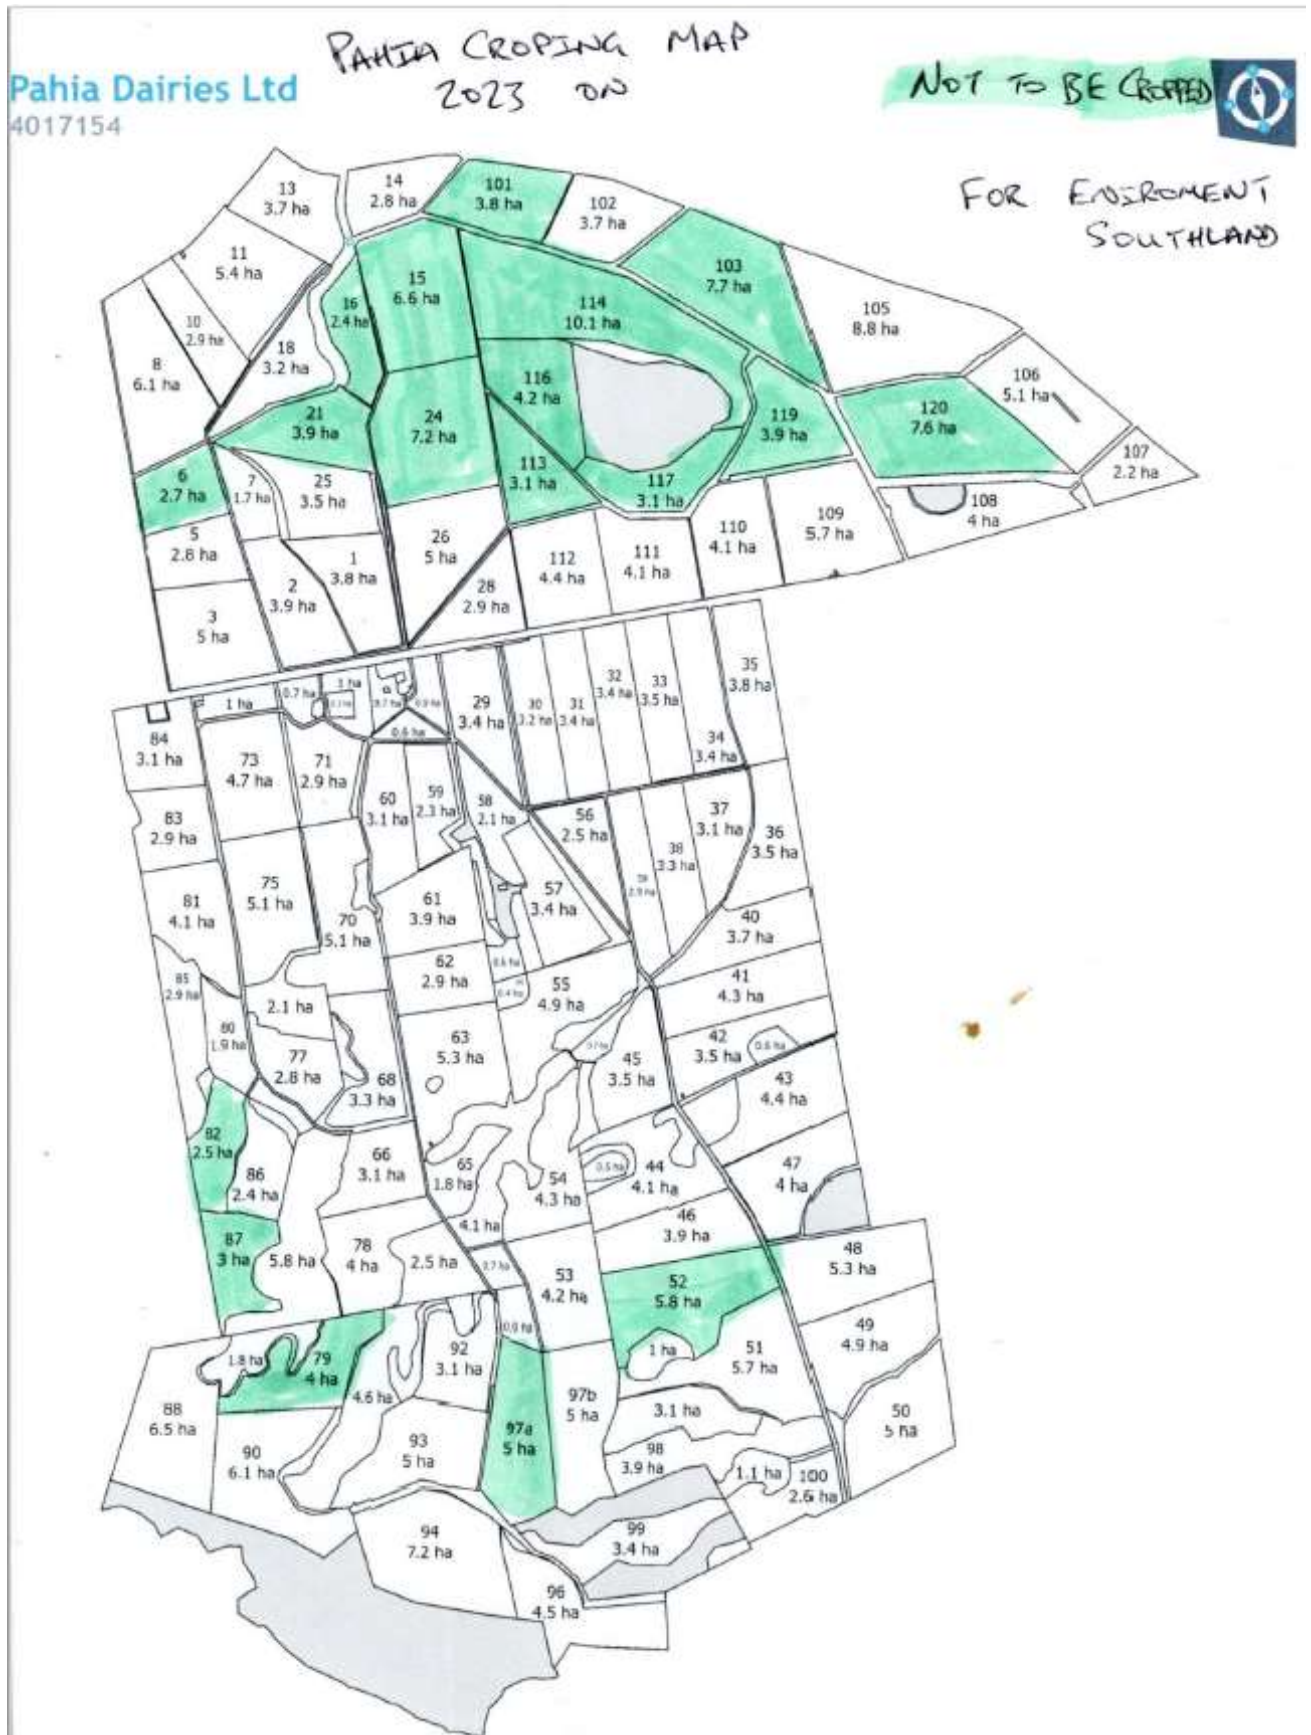 PAHIA CROPING MAP
2023 ON
Pahia Dairies Ltd
4017154
NOT TO BE CROPPED
FOR ENIROMENT
SOUTHLAND
13
3.7 ha
14
2.8 ha
101
3.8 ha
102
3.7 ha
11
5.4 ha
15
6.6 ha
103
7.7 ha
16
2.4 ha
114
10.1 ha
105
8.8 ha
10
2.9 ha
18
3.2 ha
8
6.1 ha
116
4.2 ha
106
5.1 ha
21
3.9 ha
24
7.2 ha
119
3.9 ha
120
7.6 ha
107
2.2 ha
6
2.7 ha
7
1.7 ha
25
3.5 ha
113
3.1 ha
117
3.1 ha
108
4 ha
5
2.8 ha
26
5 ha
110
4.1 ha
109
5.7 ha
1
3.8 ha
112
4.4 ha
111
4.1 ha
2
3.9 ha
28
2.9 ha
3
5 ha
1 ha
0.7 ha
1 ha
0.6 ha
29
3.4 ha
30
3.2 ha
31
3.4 ha
32
3.4 ha
33
3.5 ha
34
3.4 ha
35
3.8 ha
84
3.1 ha
73
4.7 ha
71
2.9 ha
60
3.1 ha
59
2.3 ha
58
2.1 ha
56
2.5 ha
38
3.3 ha
37
3.1 ha
36
3.5 ha
83
2.9 ha
75
5.1 ha
81
4.1 ha
70
5.1 ha
61
3.9 ha
57
3.4 ha
2.9 ha
40
3.7 ha
85
2.9 ha
62
2.9 ha
0.6 ha
0.4 ha
55
4.9 ha
41
4.3 ha
2.1 ha
80
1.9 ha
77
2.8 ha
68
3.3 ha
63
5.3 ha
45
3.5 ha
42
3.5 ha
0.6 ha
43
4.4 ha
82
2.5 ha
86
2.4 ha
66
3.1 ha
65
1.8 ha
54
4.3 ha
0.5 ha
44
4.1 ha
47
4 ha
87
3 ha
5.8 ha
78
4 ha
2.5 ha
4.1 ha
0.7 ha
53
4.2 ha
46
3.9 ha
48
5.3 ha
52
5.8 ha
0.9 ha
49
4.9 ha
1.8 ha
79
4 ha
4.6 ha
92
3.1 ha
1 ha
51
5.7 ha
88
6.5 ha
90
6.1 ha
93
5 ha
97a
5 ha
97b
5 ha
3.1 ha
50
5 ha
98
3.9 ha
1.1 ha
100
2.6 ha
94
7.2 ha
99
3.4 ha
96
4.5 ha